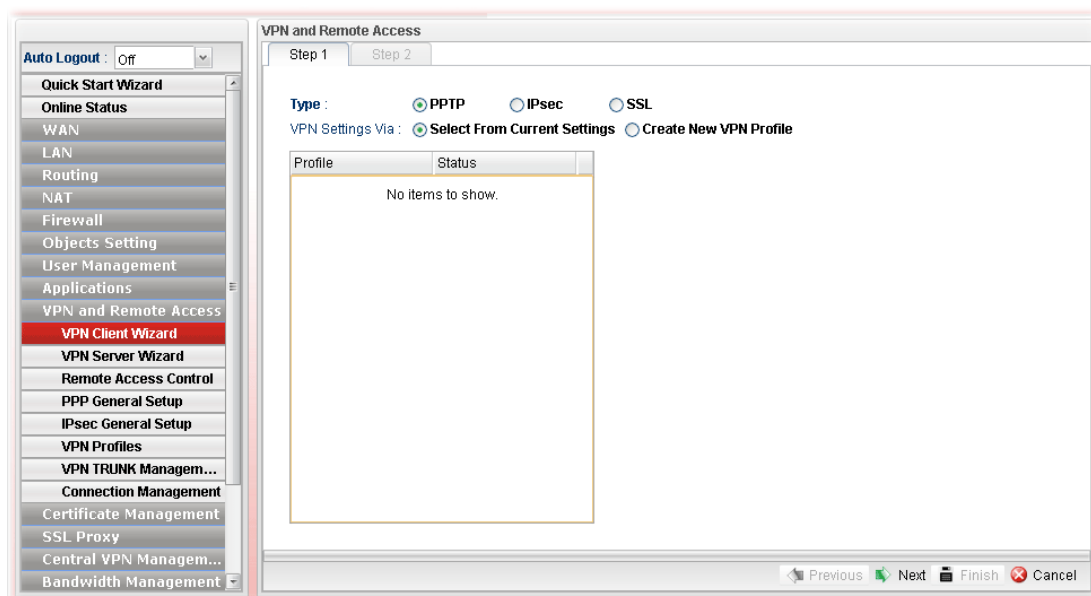 VPN and Remote Access
Auto Logout : Off
Quick Start Wizard
Online Status
WAN
LAN
Routing
NAT
Firewall
Objects Setting
User Management
Applications
VPN and Remote Access
VPN Client Wizard
VPN Server Wizard
Remote Access Control
PPP General Setup
IPsec General Setup
VPN Profiles
VPN TRUNK Managem...
Connection Management
Certificate Management
SSL Proxy
Central VPN Managem...
Bandwidth Management
Step 1 Step 2
Type : PPTP IPsec SSL
VPN Settings Via : Select From Current Settings Create New VPN Profile
Profile Status
No items to show.
Previous Next Finish Cancel